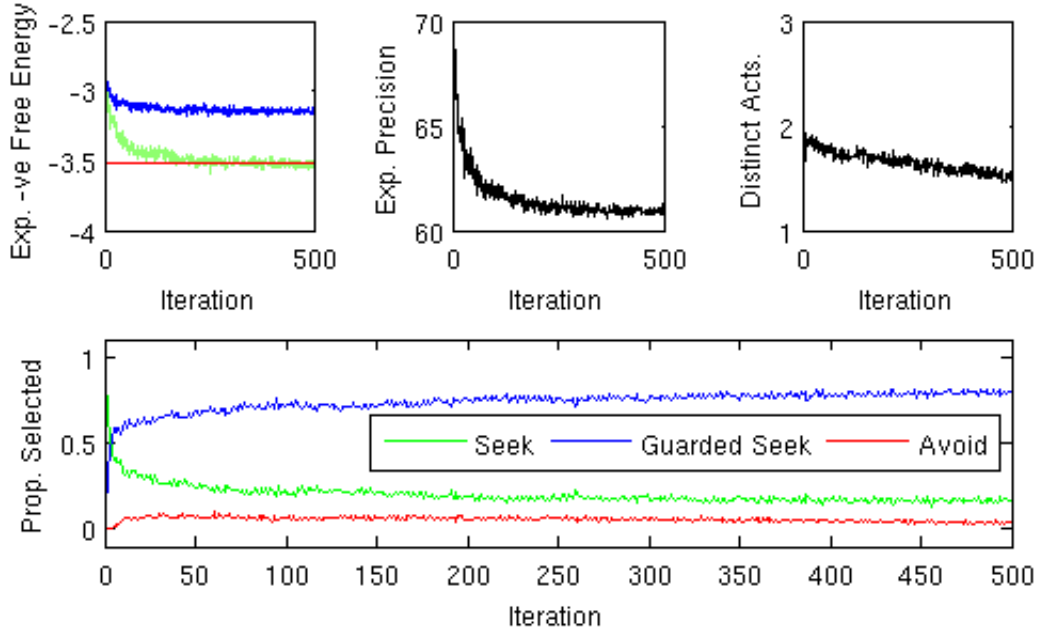 Exp. -ve Free Energy
-2.5
-3
-3.5
-4
0
500
Iteration
Exp. Precision
70
65
60
0
500
Iteration
Distinct Acts.
3
2
1
0
500
Iteration
Prop. Selected
1
0.5
0
Seek
Guarded Seek
Avoid
0 50 100 150 200 250 300 350 400 450 500
Iteration